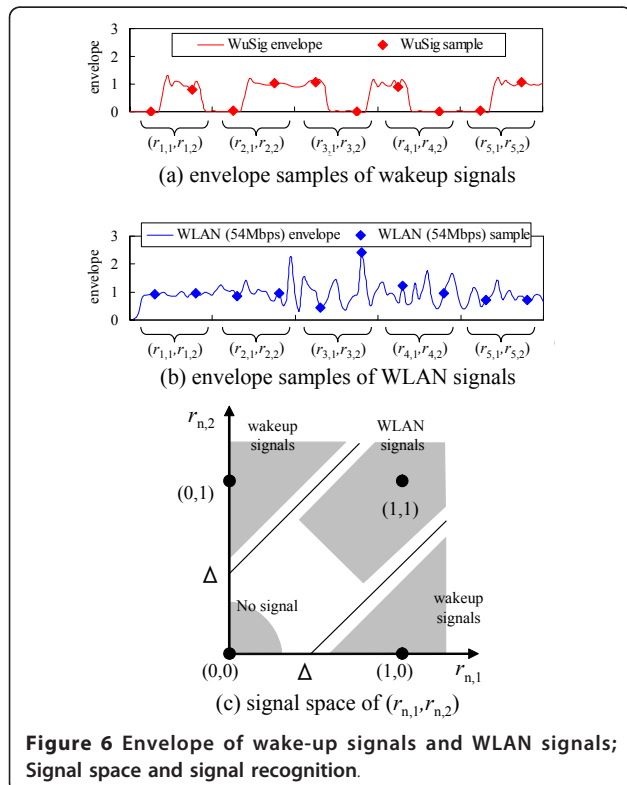 WuSig envelope WuSig sample
envelope
3
2
1
0
(r1,1,r1,2) (r2,1,r2,2) (r3,1,r3,2) (r4,1,r4,2) (r5,1,r5,2)
(a) envelope samples of wakeup signals
WLAN (54Mbps) envelope WLAN (54Mbps) sample
envelope
3
2
1
0
(r1,1,r1,2) (r2,1,r2,2) (r3,1,r3,2) (r4,1,r4,2) (r5,1,r5,2)
(b) envelope samples of WLAN signals
rn,2
wakeup
signals
WLAN
signals
(0,1)
(1,1)
Δ
No signal
wakeup
signals
(0,0) Δ (1,0) rn,1
(c) signal space of (rn,1,rn,2)
Figure 6 Envelope of wake-up signals and WLAN signals;
Signal space and signal recognition.